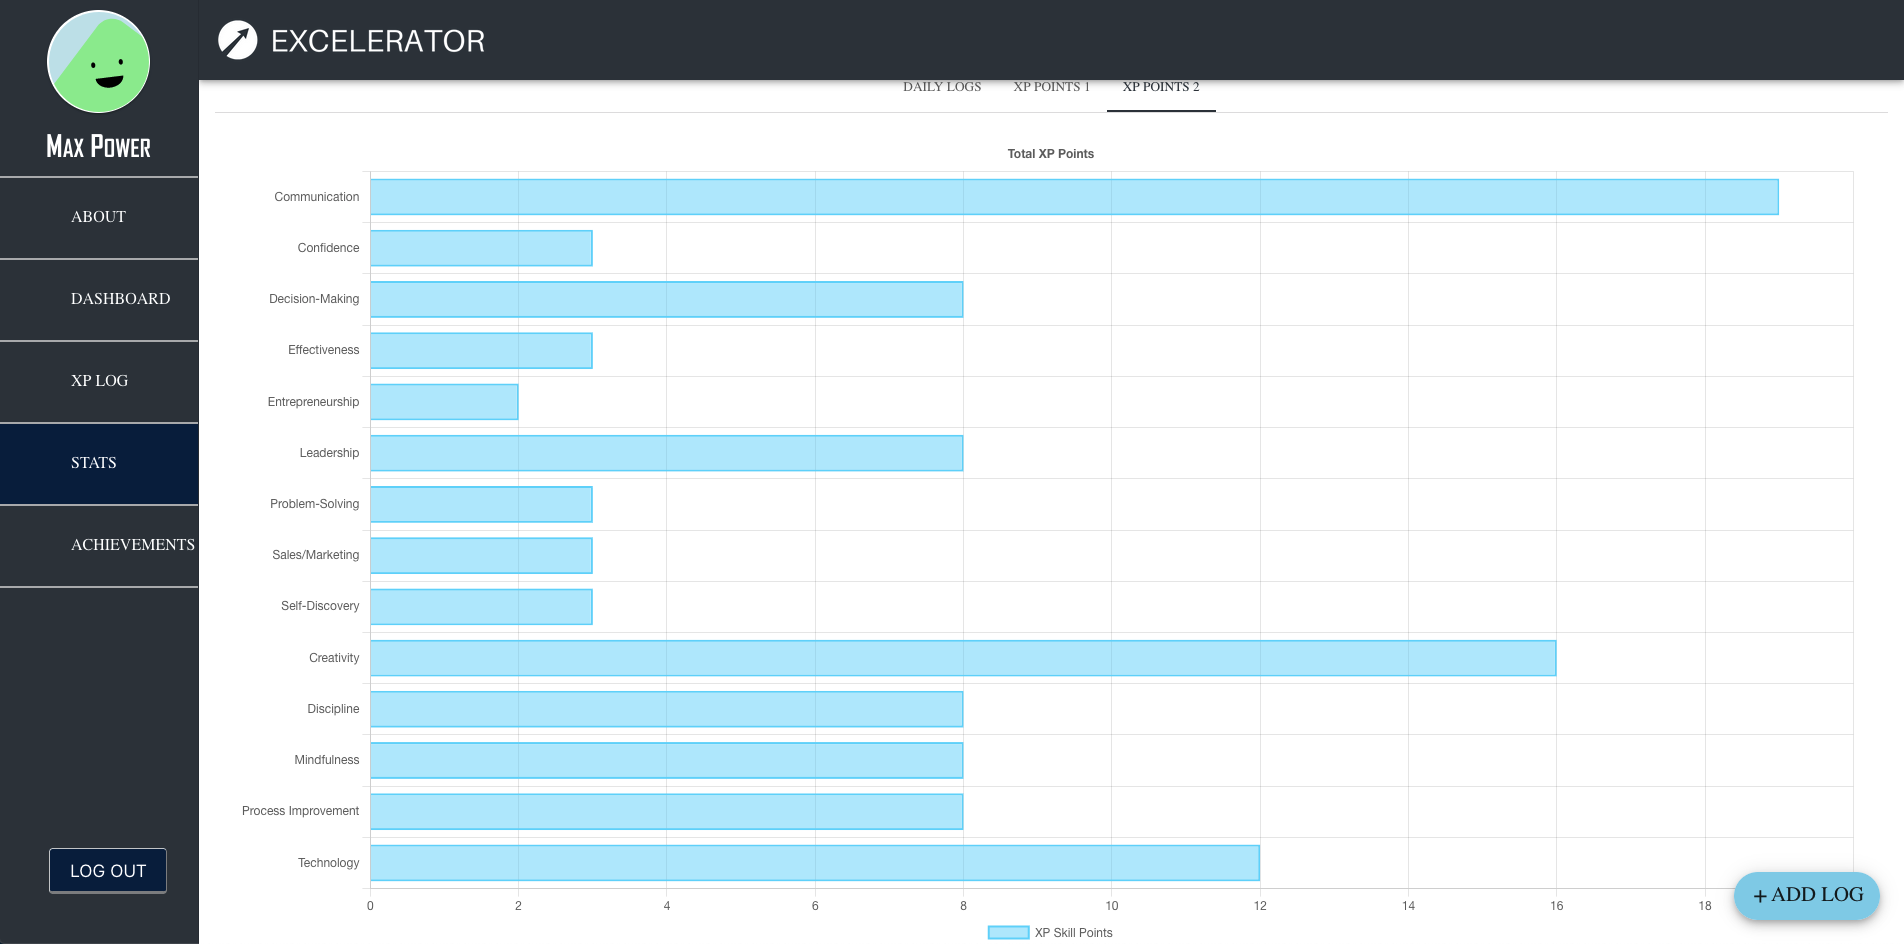 Max Power
ABOUT
DASHBOARD
XP LOG
STATS
ACHIEVEMENTS
LOG OUT
EXCELERATOR
DAILY LOGS
XP POINTS 1
XP POINTS 2
Total XP Points
Communication
Confidence
Decision-Making
Effectiveness
Entrepreneurship
Leadership
Problem-Solving
Sales/Marketing
Self-Discovery
Creativity
Discipline
Mindfulness
Process Improvement
Technology
0 2 4 6 8 10 12 14 16 18
XP Skill Points
+ ADD LOG